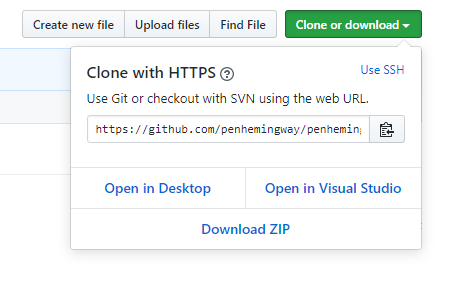 Create new file Upload files Find File Clone or download
Clone with HTTPS Use SSH
Use Git or checkout with SVN using the web URL.
https://github.com/penhemingway/penheming
Open in Desktop Open in Visual Studio
Download ZIP